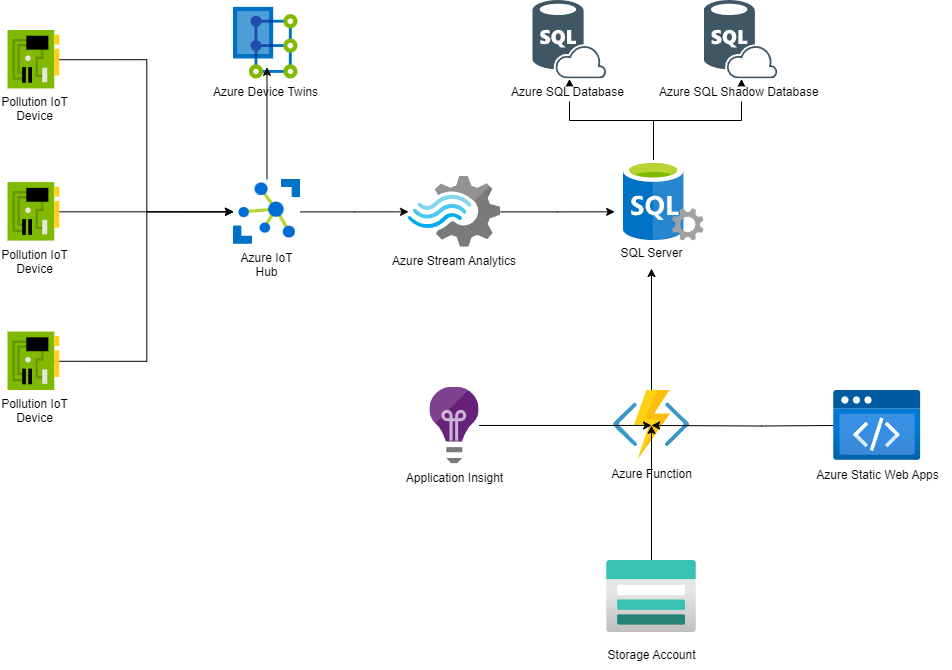 SQL
SQL
Azure Device Twins
Azure SQL Database
Azure SQL Shadow Database
Pollution IoT
Device
SQL
Pollution IoT
Device
Azure IoT
Hub
Azure Stream Analytics
SQL Server
Pollution IoT
Device
Application Insight
Azure Function
Azure Static Web Apps
Storage Account